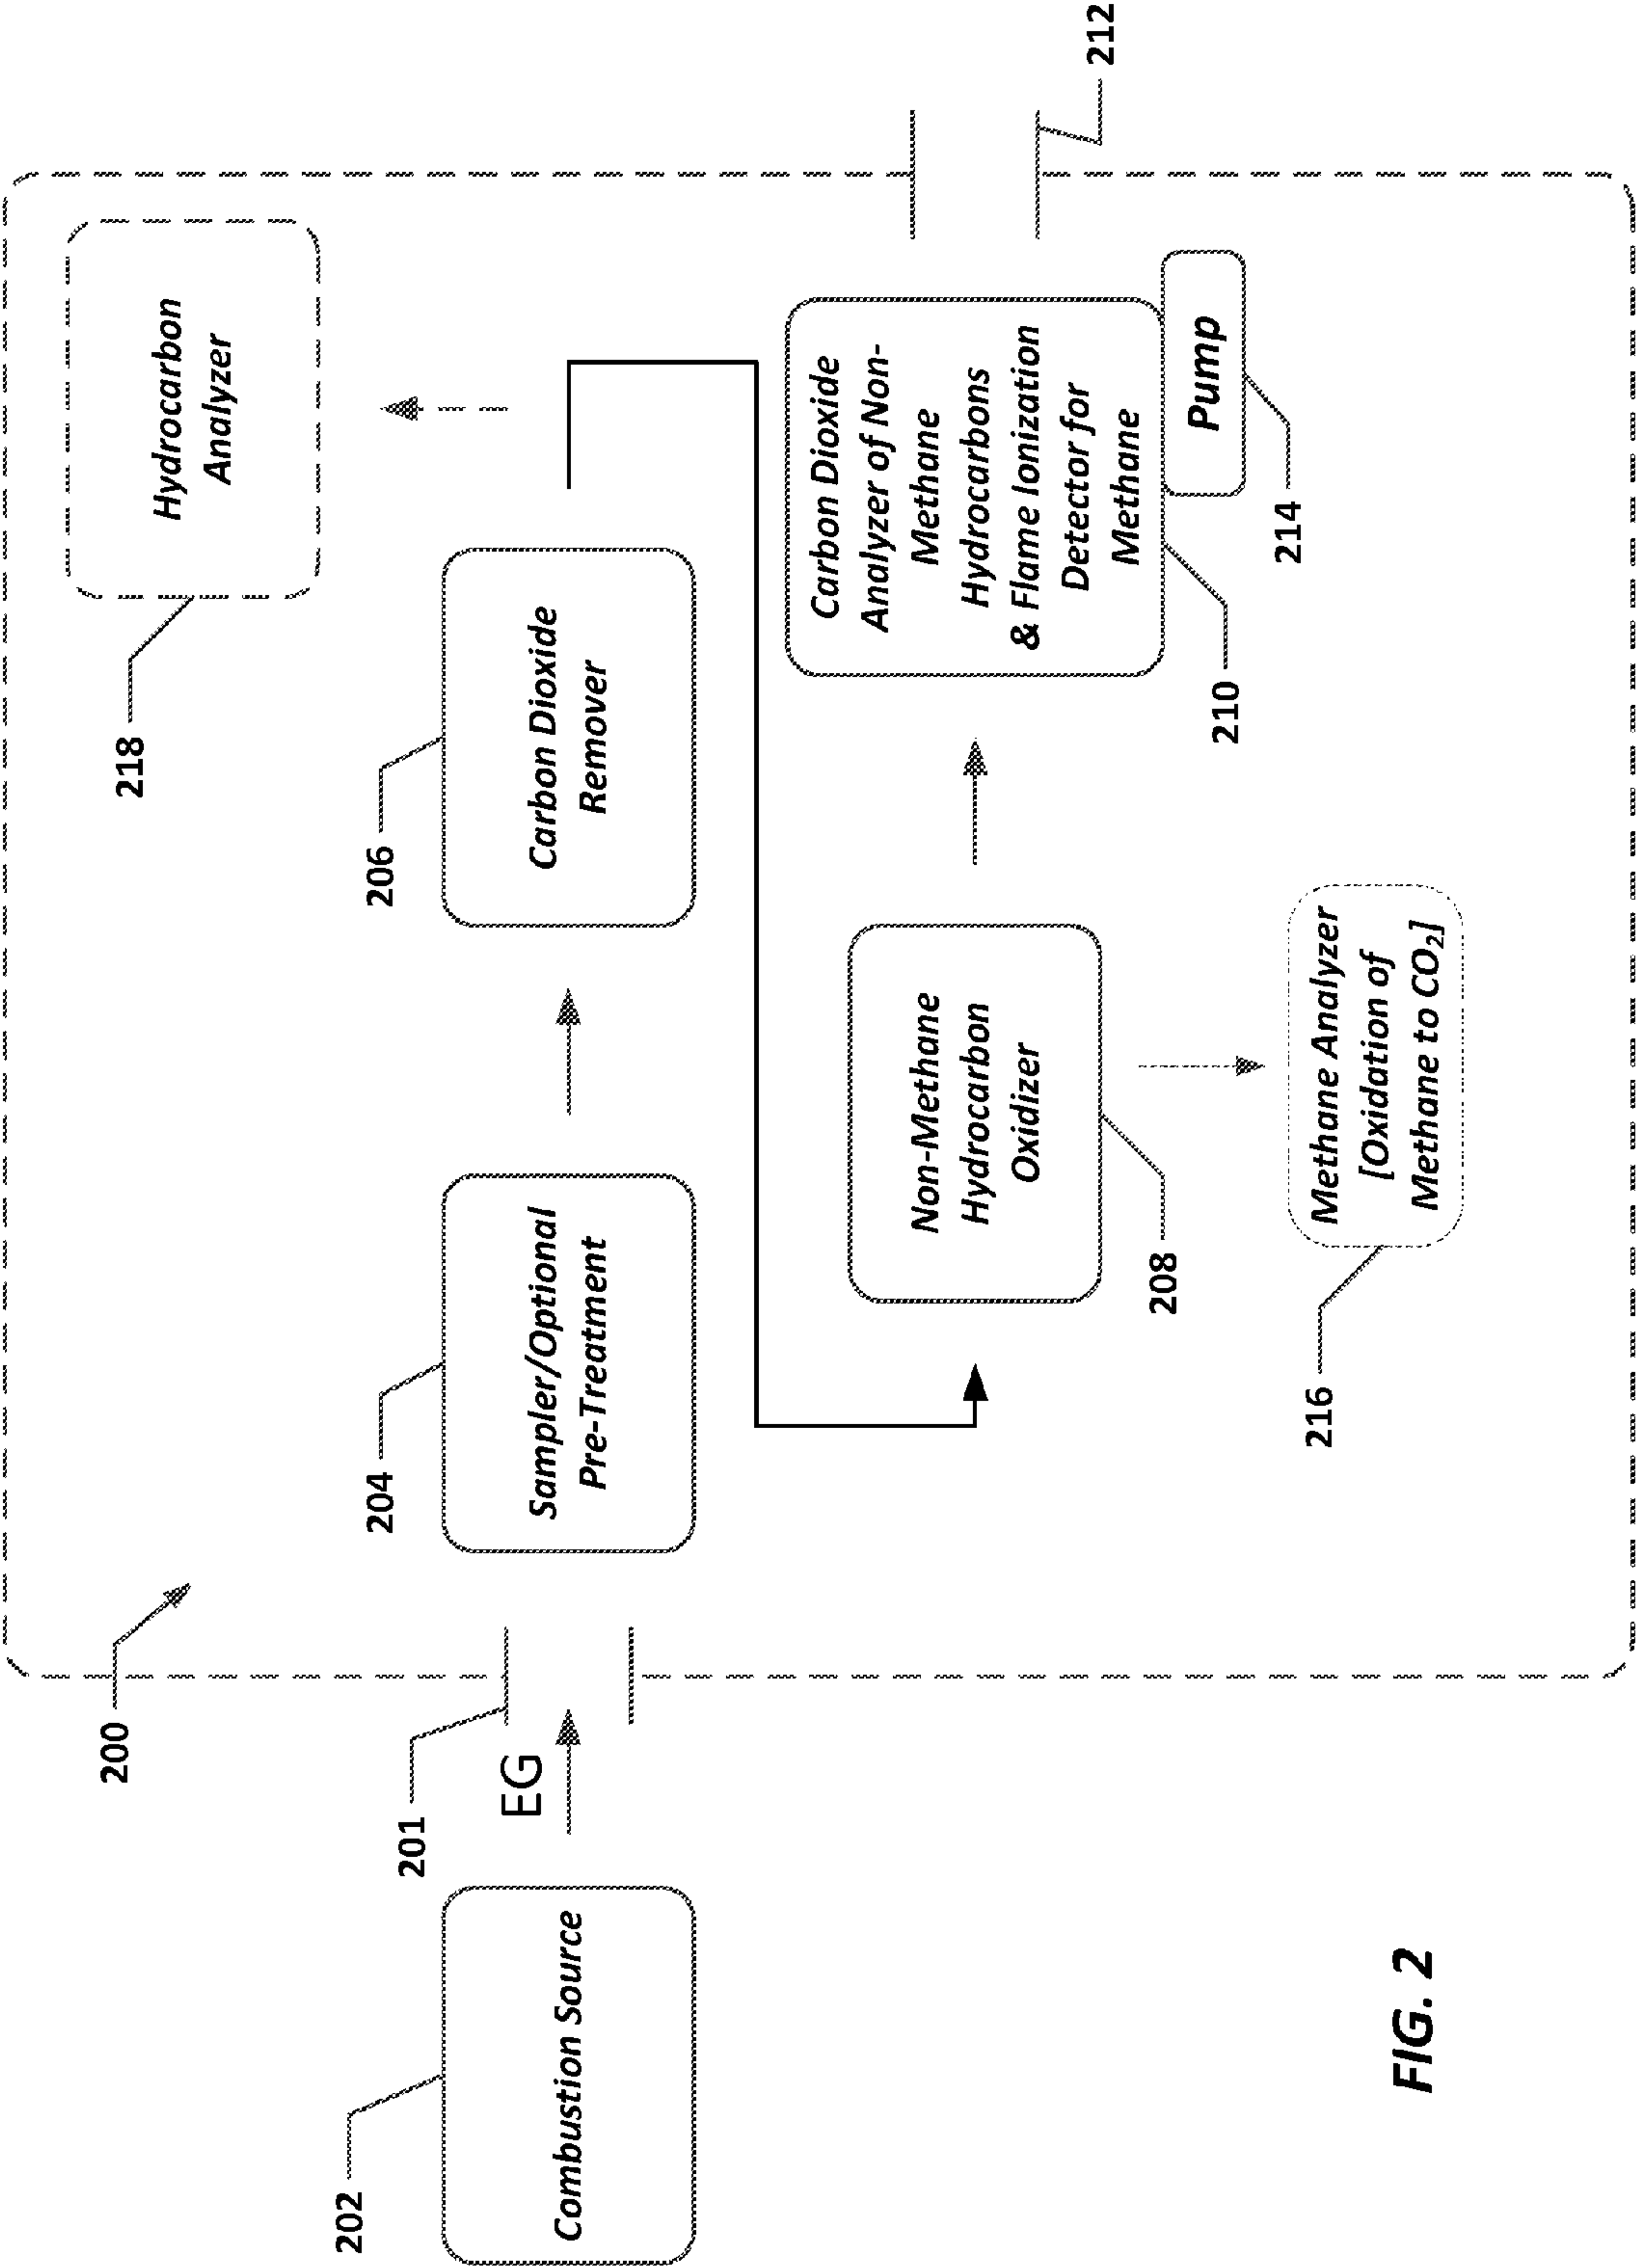 200
218
Hydrocarbon
Analyzer
202
Combustion Source
201
EG
204
Sampler/Optional
Pre-Treatment
206
Carbon Dioxide
Remover
208
Non-Methane
Hydrocarbon
Oxidizer
210
Carbon Dioxide
Analyzer of Non-
Methane
Hydrocarbons
& Flame Ionization
Detector for
Methane
212
Pump
214
216
Methane Analyzer
[Oxidation of
Methane to CO₂]
FIG. 2